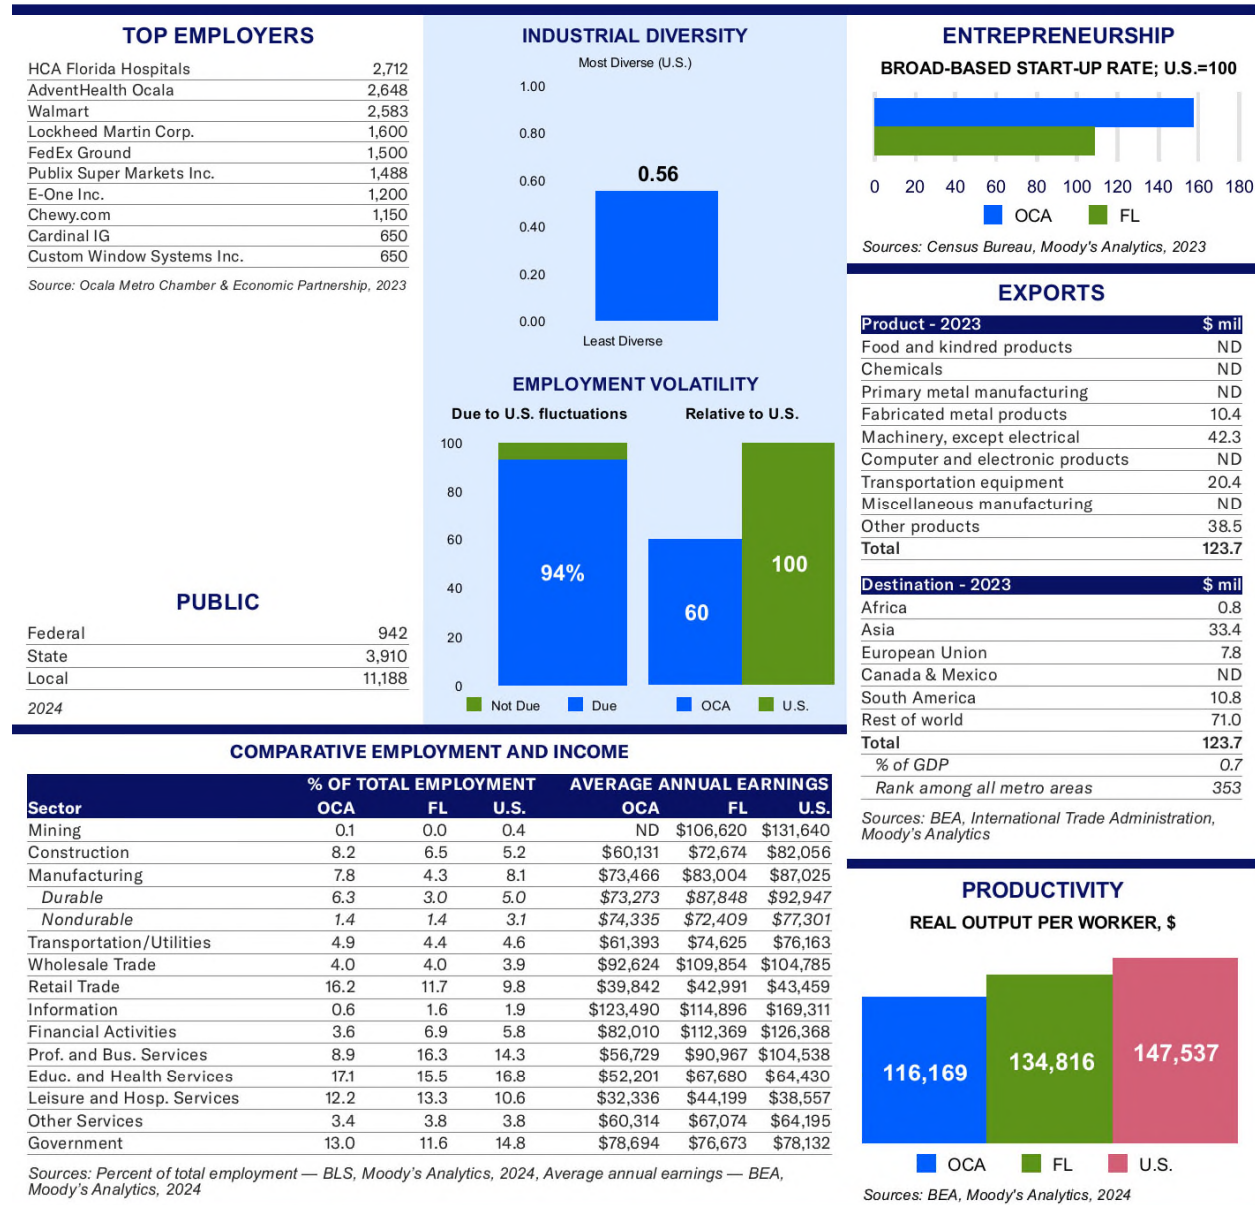 TOP EMPLOYERS
HCA Florida Hospitals 2,712
AdventHealth Ocala 2,648
Walmart 2,583
Lockheed Martin Corp. 1,600
FedEx Ground 1,500
Publix Super Markets Inc. 1,488
E-One Inc. 1,200
Chewy.com 1,150
Cardinal IG 650
Custom Window Systems Inc. 650
Source: Ocala Metro Chamber & Economic Partnership, 2023
PUBLIC
Federal 942
State 3,910
Local 11,188
2024
INDUSTRIAL DIVERSITY
Most Diverse (U.S.)
1.00
0.80
0.60
0.40
0.20
0.00
0.56
Least Diverse
EMPLOYMENT VOLATILITY
Due to U.S. fluctuations Relative to U.S.
100
80
60
40
20
0
94%
60
100
Not Due Due OCA U.S.
ENTREPRENEURSHIP
BROAD-BASED START-UP RATE; U.S.=100
0 20 40 60 80 100 120 140 160 180
OCA FL
Sources: Census Bureau, Moody's Analytics, 2023
EXPORTS
Product - 2023 $ mil
Food and kindred products ND
Chemicals ND
Primary metal manufacturing ND
Fabricated metal products 10.4
Machinery, except electrical 42.3
Computer and electronic products ND
Transportation equipment 20.4
Miscellaneous manufacturing ND
Other products 38.5
Total 123.7
Destination - 2023 $ mil
Africa 0.8
Asia 33.4
European Union 7.8
Canada & Mexico ND
South America 10.8
Rest of world 71.0
Total 123.7
% of GDP 0.7
Rank among all metro areas 353
Sources: BEA, International Trade Administration,
Moody's Analytics
COMPARATIVE EMPLOYMENT AND INCOME
% OF TOTAL EMPLOYMENT AVERAGE ANNUAL EARNINGS
Sector OCA FL U.S. OCA FL U.S.
Mining 0.1 0.0 0.4 ND $106,620 $131,640
Construction 8.2 6.5 5.2 $60,131 $72,674 $82,056
Manufacturing 7.8 4.3 8.1 $73,466 $83,004 $87,025
Durable 6.3 3.0 5.0 $73,273 $87,848 $92,947
Nondurable 1.4 1.4 3.1 $74,335 $72,409 $77,301
Transportation/Utilities 4.9 4.4 4.6 $61,393 $74,625 $76,163
Wholesale Trade 4.0 4.0 3.9 $92,624 $109,854 $104,785
Retail Trade 16.2 11.7 9.8 $39,842 $42,991 $43,459
Information 0.6 1.6 1.9 $123,490 $114,896 $169,311
Financial Activities 3.6 6.9 5.8 $82,010 $112,369 $126,368
Prof. and Bus. Services 8.9 16.3 14.3 $56,729 $90,967 $104,538
Educ. and Health Services 17.1 15.5 16.8 $52,201 $67,680 $64,430
Leisure and Hosp. Services 12.2 13.3 10.6 $32,336 $44,199 $38,557
Other Services 3.4 3.8 3.8 $60,314 $67,074 $64,195
Government 13.0 11.6 14.8 $78,694 $76,673 $78,132
Sources: Percent of total employment — BLS, Moody's Analytics, 2024, Average annual earnings — BEA,
Moody's Analytics, 2024
PRODUCTIVITY
REAL OUTPUT PER WORKER, $
116,169
134,816
147,537
OCA FL U.S.
Sources: BEA, Moody's Analytics, 2024